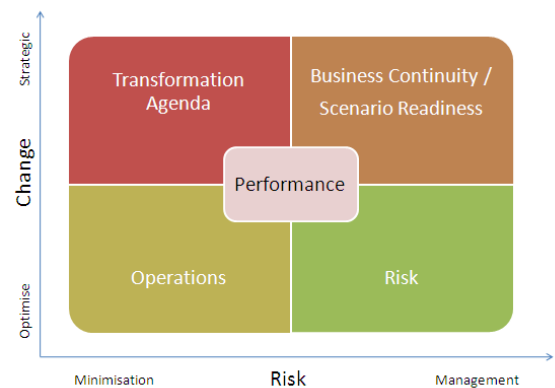 Strategic
Change
Optimise
Transformation
Agenda
Business Continuity /
Scenario Readiness
Performance
Operations
Risk
Minimisation
Risk
Management